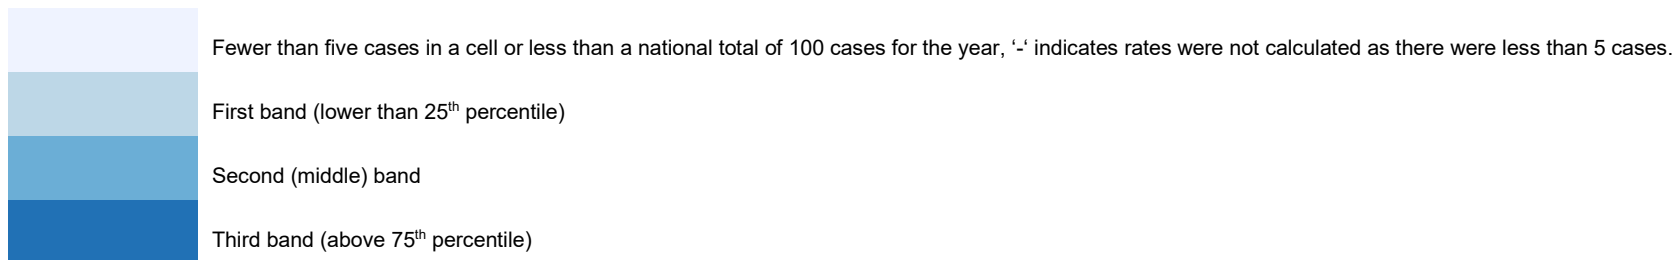 Fewer than five cases in a cell or less than a national total of 100 cases for the year, ‘-‘ indicates rates were not calculated as there were less than 5 cases.
First band (lower than 25th percentile)
Second (middle) band
Third band (above 75th percentile)